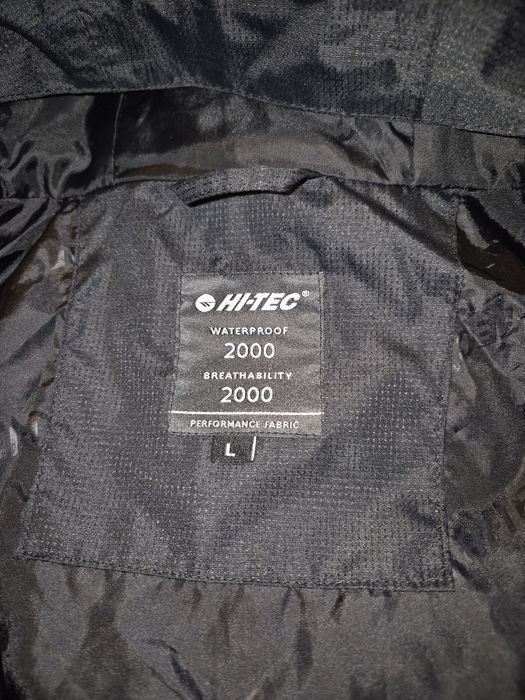 HI-TEC®
WATERPROOF
2000
BREATHABILITY
2000
PERFORMANCE FABRIC
L